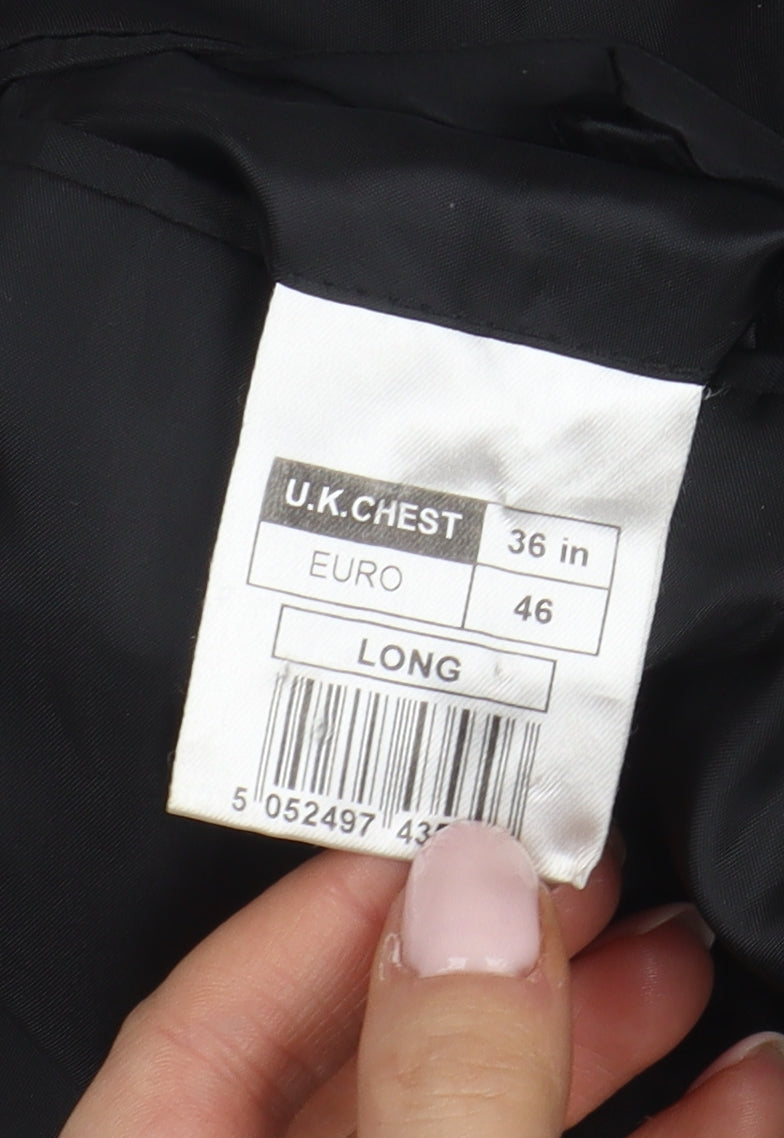 U.K.CHEST 36 in
EURO 46
LONG
5 052497 43